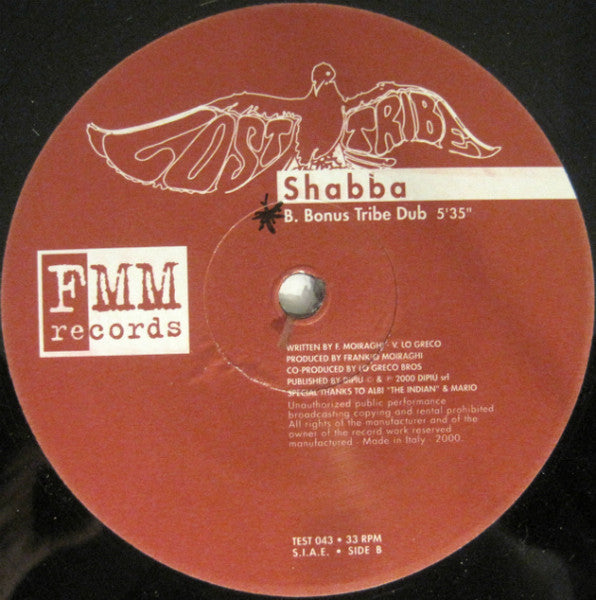 LOST TRIBE
Shabba
B. Bonus Tribe Dub 5'35"
FMM
records
WRITTEN BY F. MOIRAGHI - V. LO GRECO
PRODUCED BY FRANKIO MOIRAGHI
CO-PRODUCED BY LO GRECO BROS
PUBLISHED BY DIPIÙ © & ℗ 2000 DIPIÙ srl
SPECIAL THANKS TO ALBI "THE INDIAN" & MARIO
Unauthorized public performance
broadcasting copying and rental prohibited
All rights of the manufacturer and of the
owner of the record work reserved
manufactured - Made in Italy 2000.
TEST 043 • 33 RPM
S.I.A.E. • SIDE B